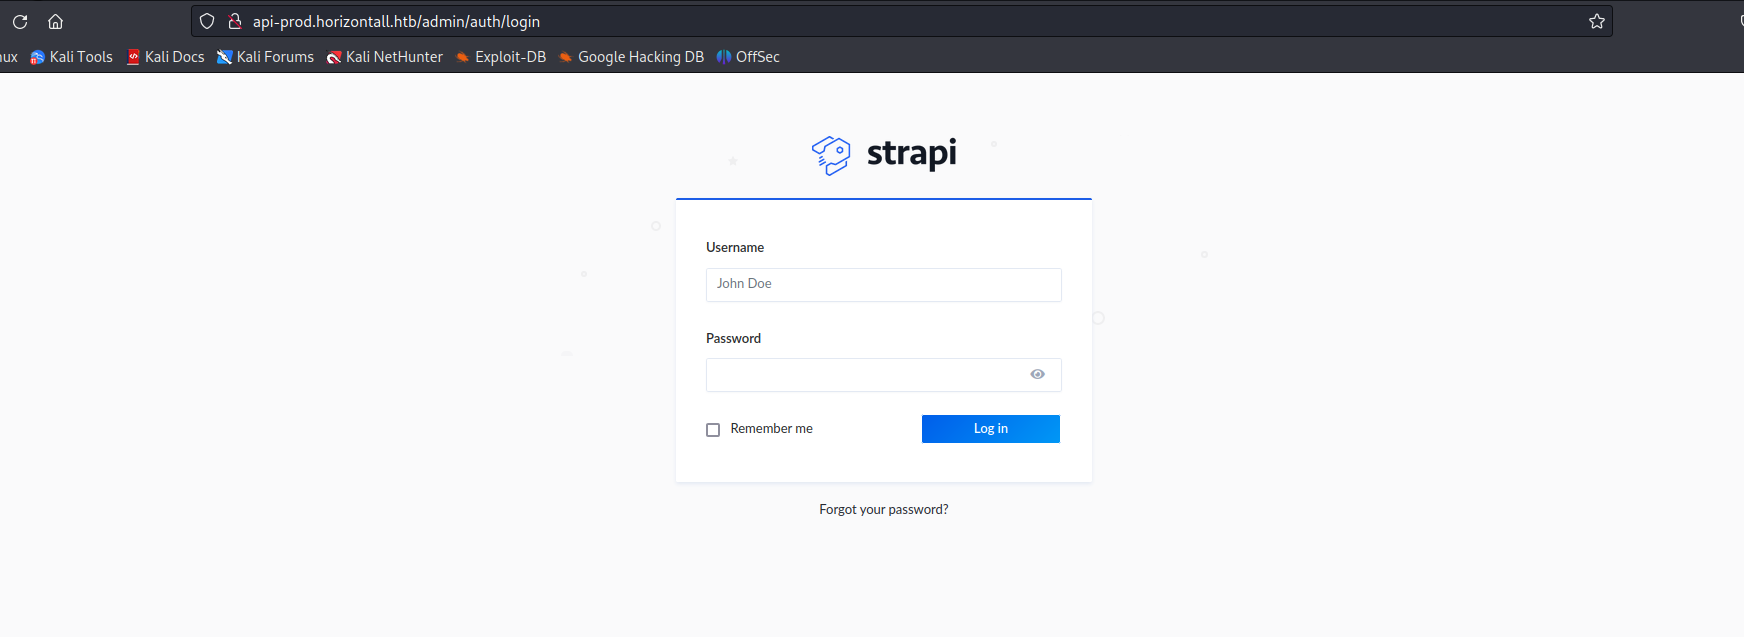 api-prod.horizontall.htb/admin/auth/login
nux Kali Tools Kali Docs Kali Forums Kali NetHunter Exploit-DB Google Hacking DB OffSec
strapi
Username
John Doe
Password
Remember me Log in
Forgot your password?